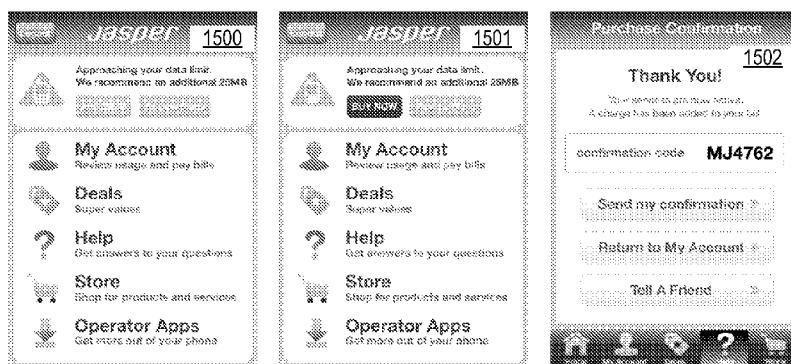 Jasper
1500
Approaching your data limit.
We recommend an additional 25MB
My Account
Review usage and pay bills
Deals
Super values
Help
Get answers to your questions
Store
Shop for products and services
Operator Apps
Get more out of your phone
Jasper
1501
Approaching your data limit.
We recommend an additional 25MB
BUY NOW
My Account
Review usage and pay bills
Deals
Super values
Help
Get answers to your questions
Store
Shop for products and services
Operator Apps
Get more out of your phone
Purchase Confirmation
1502
Thank You!
A charge has been added to your bill
confirmation code MJ4762
Send my confirmation >
Return to My Account >
Tell A Friend >